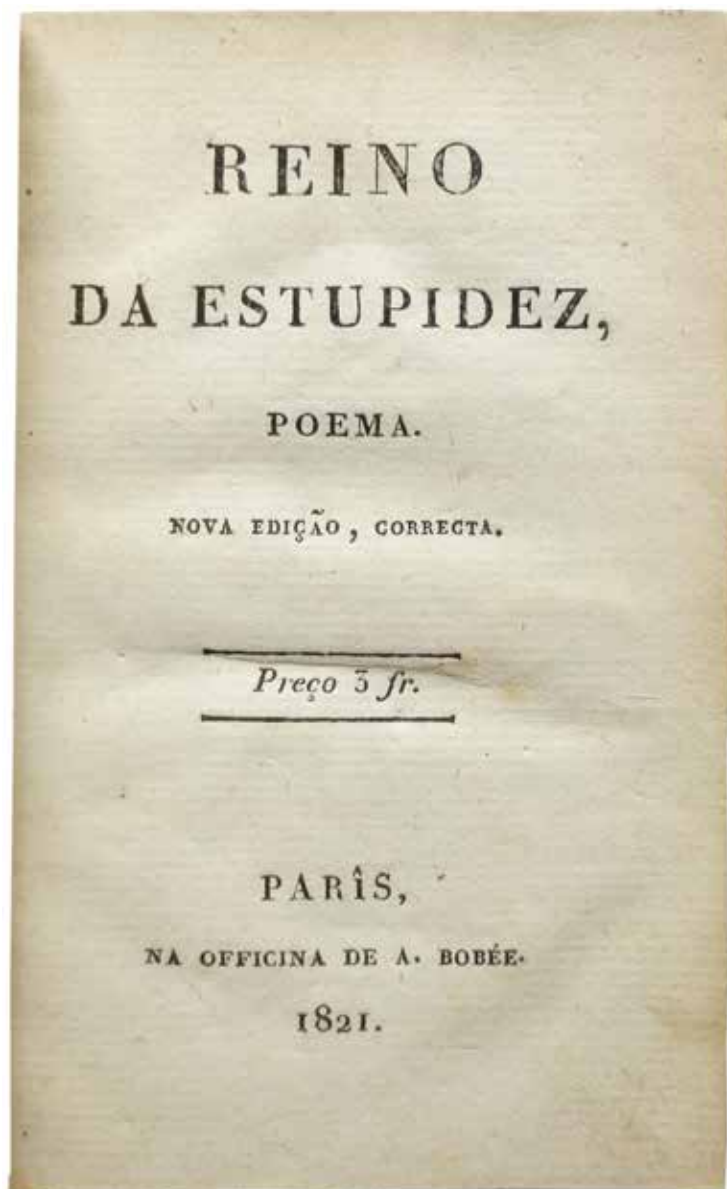 REINO
DA ESTUPIDEZ,
POEMA.
NOVA EDIÇÃO, CORRECTA.
Preço 3 fr.
PARÎS,
NA OFFICINA DE A. BOBÉE.
1821.